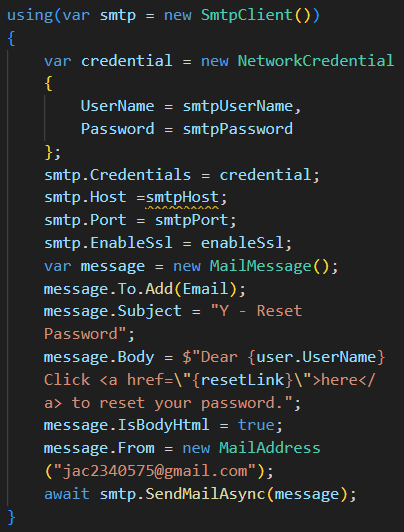 using(var smtp = new SmtpClient())
{
var credential = new NetworkCredential
{
UserName = smtpUserName,
Password = smtpPassword
};
smtp.Credentials = credential;
smtp.Host =smtpHost;
smtp.Port = smtpPort;
smtp.EnableSsl = enableSsl;
var message = new MailMessage();
message.To.Add(Email);
message.Subject = "Y - Reset
Password";
message.Body = $"Dear {user.UserName}
Click <a href=\"{resetLink}\">here</
a> to reset your password.";
message.IsBodyHtml = true;
message.From = new MailAddress
("jac2340575@gmail.com");
await smtp.SendMailAsync(message);
}